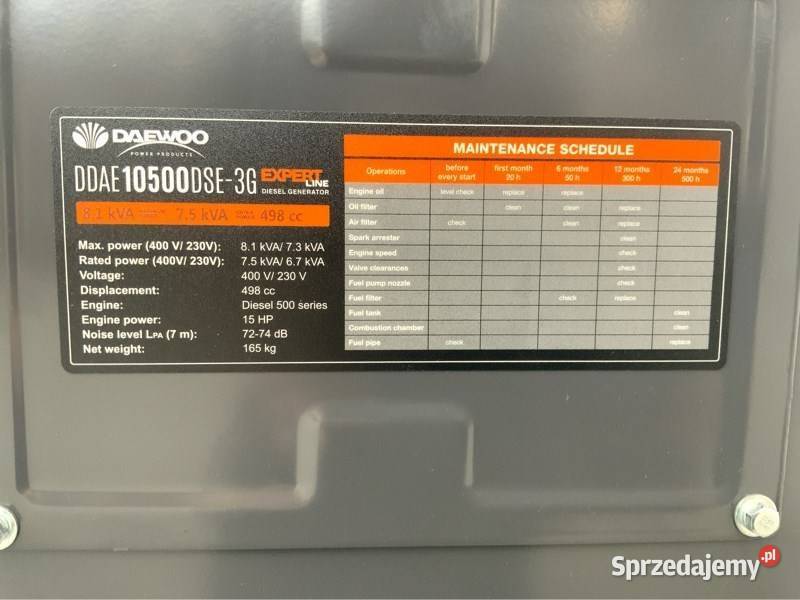 DAEWOO
POWER PRODUCTS
DDAE10500DSE-3G EXPERT LINE
DIESEL GENERATOR
8.1 kVA 7.5 kVA 498 cc
Max. power (400 V/ 230V): 8.1 kVA/ 7.3 kVA
Rated power (400V/ 230V): 7.5 kVA/ 6.7 kVA
Voltage: 400 V/ 230 V
Displacement: 498 cc
Engine: Diesel 500 series
Engine power: 15 HP
Noise level LPA (7 m): 72-74 dB
Net weight: 165 kg
MAINTENANCE SCHEDULE
Operations before every start first month 20 h 6 months 50 h 12 months 300 h 24 months 500 h
Engine oil level check replace replace
Oil filter clean clean replace
Air filter check clean replace
Spark arrester clean
Engine speed check
Valve clearances check
Fuel pump nozzle check
Fuel filter check replace
Fuel tank clean
Combustion chamber clean
Fuel pipe check replace
Sprzedajemy.pl